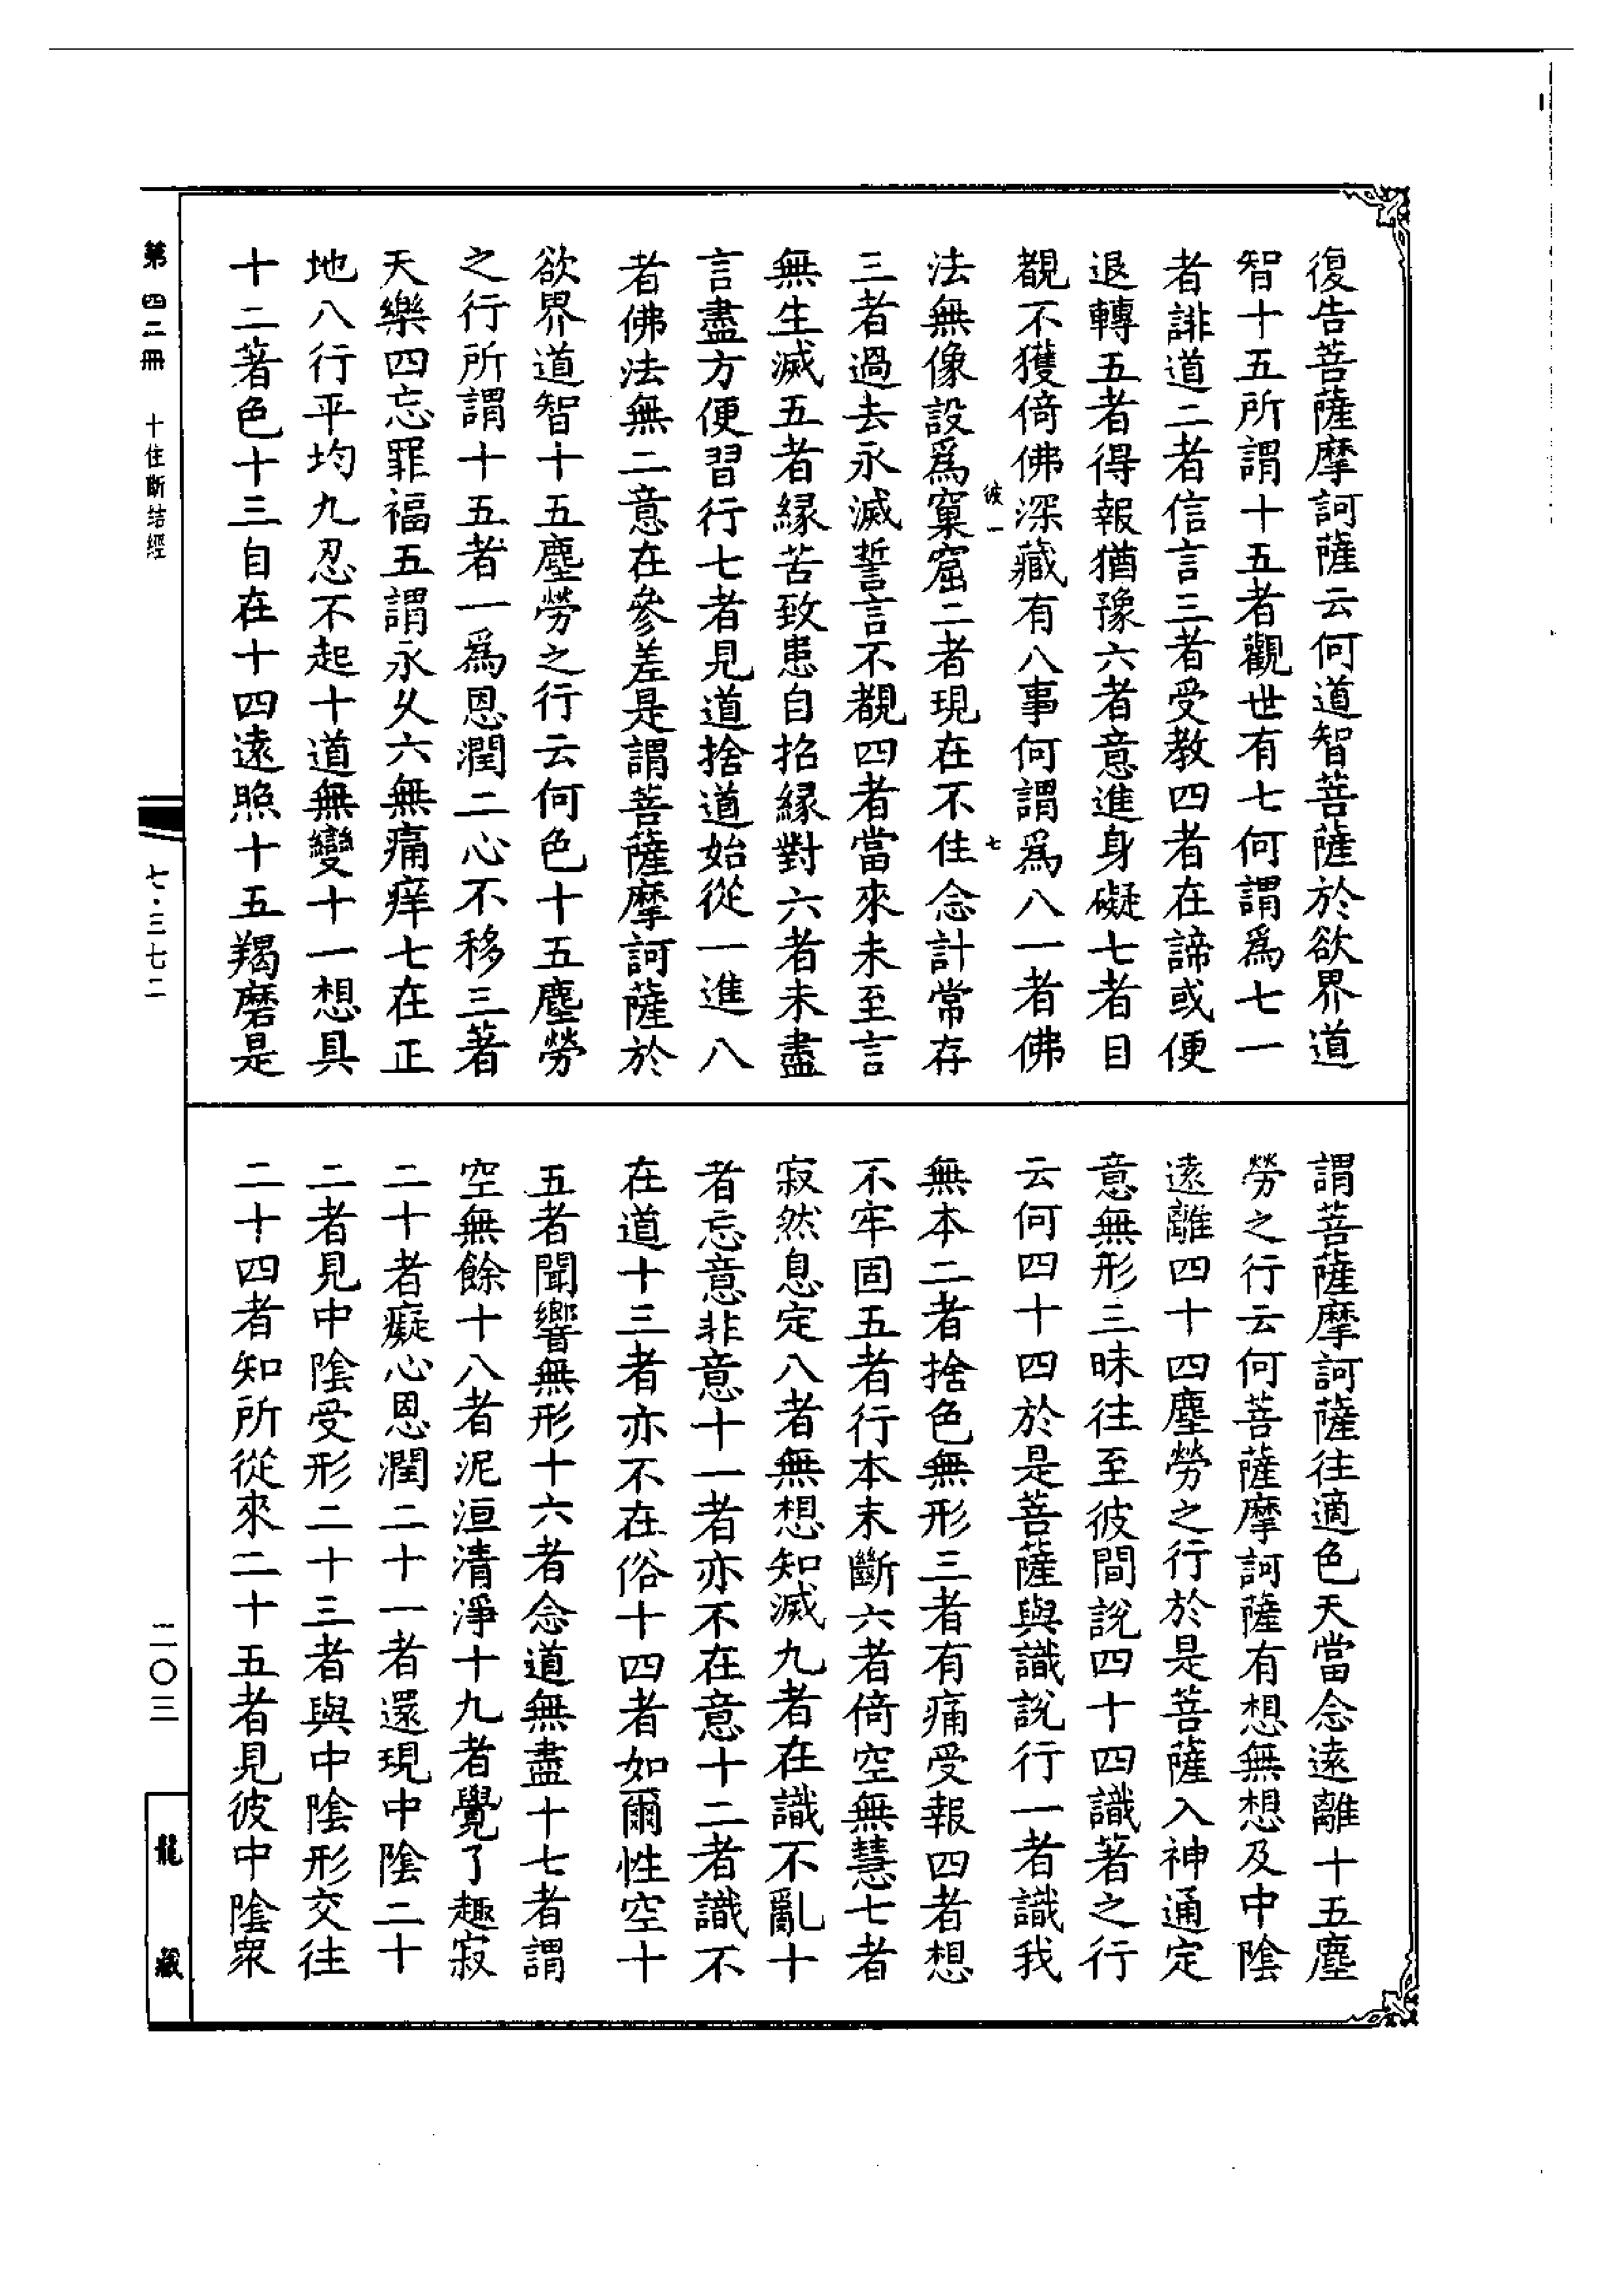 復告菩薩摩訶薩云何道智菩薩於欲界道
智十五所謂十五者觀世有七何謂爲七一
者誹道二者信言三者受教四者在諦或便
退轉五者得報猶豫六者意進身礙七者目
覩不獲倚佛深藏有八事何謂爲八一者佛
彼一
七
法無像設爲窠窟二者現在不住念計常存
三者過去永滅誓言不覩四者當來未至言
無生滅五者緣苦致患自招緣對六者未盡
言盡方便習行七者見道捨道始從一進八
者佛法無二意在參差是謂菩薩摩訶薩於
欲界道智十五塵勞之行云何色十五塵勞
之行所謂十五者一爲恩潤二心不移三著
天樂四忘罪福五謂永久六無痛痒七在正
地八行平均九忍不起十道無變十一想具
十二著色十三自在十四遠照十五羯磨是
謂菩薩摩訶薩往適色天當念遠離十五塵
勞之行云何菩薩摩訶薩有想無想及中陰
遠離四十四塵勞之行於是菩薩入神通定
意無形三昧往至彼間說四十四識著之行
云何四十四於是菩薩與識說行一者識我
無本二者捨色無形三者有痛受報四者想
不牢固五者行本末斷六者倚空無慧七者
寂然息定八者無想知滅九者在識不亂十
者忘意非意十一者亦不在意十二者識不
在道十三者亦不在俗十四者如爾性空十
五者聞響無形十六者念道無盡十七者謂
空無餘十八者泥洹清淨十九者覺了趣寂
二十者癡心恩潤二十一者還現中陰二十
二者見中陰受形二十三者與中陰形交往
二十四者知所從來二十五者見彼中陰衆
第四二冊 十住斷结經
七·三七二
二〇三
龍藏